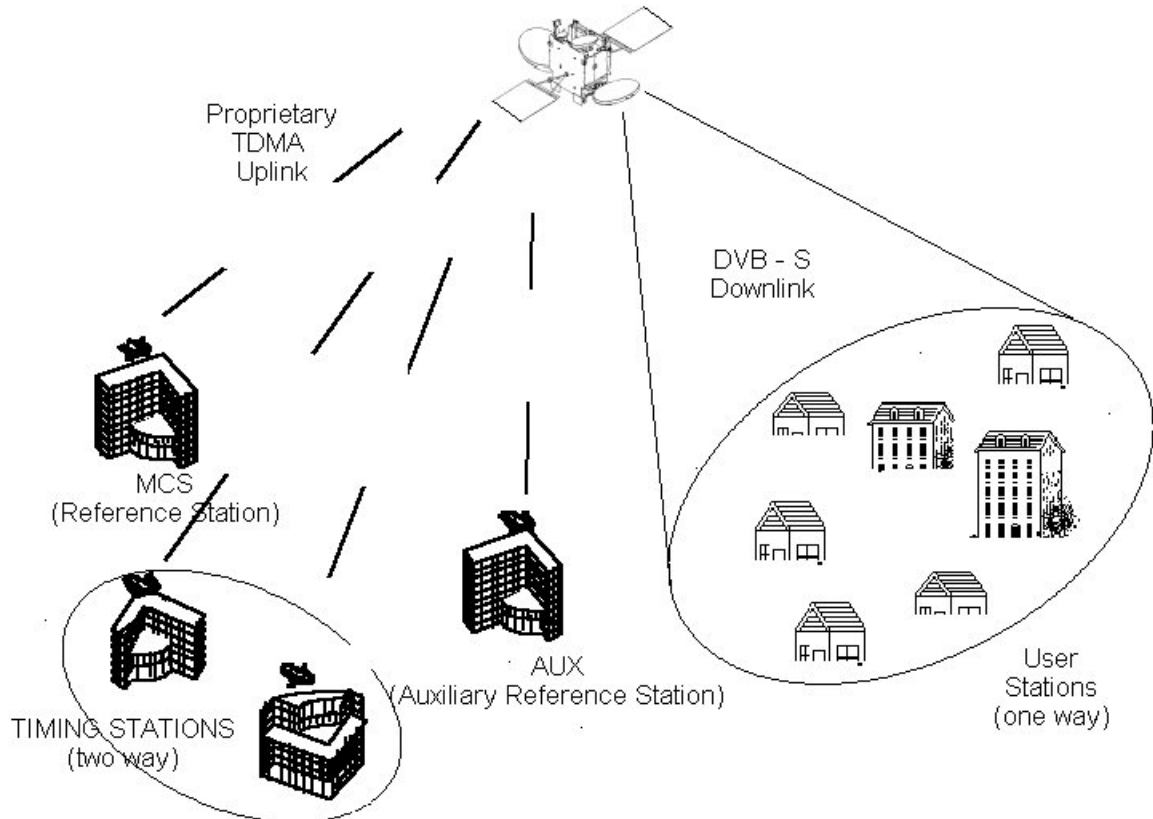 Proprietary
TDMA
Uplink
DVB - S
Downlink
MCS
(Reference Station)
AUX
(Auxiliary Reference Station)
User
Stations
(one way)
TIMING STATIONS
(two way)